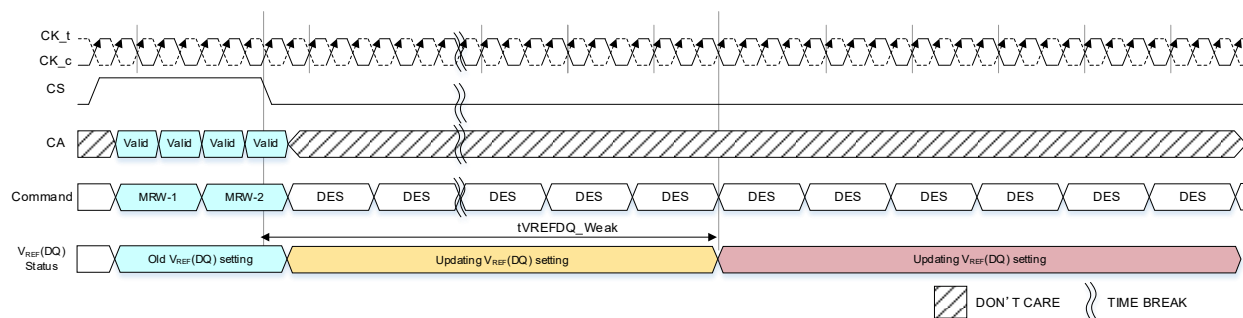 CK_t
CK_c
CS
CA Valid Valid Valid Valid
Command MRW-1 MRW-2 DES DES DES DES DES DES DES DES DES DES DES
tVREFDQ_Weak
VREF(DQ) Status Old VREF(DQ) setting Updating VREF(DQ) setting Updating VREF(DQ) setting
DON'T CARE TIME BREAK